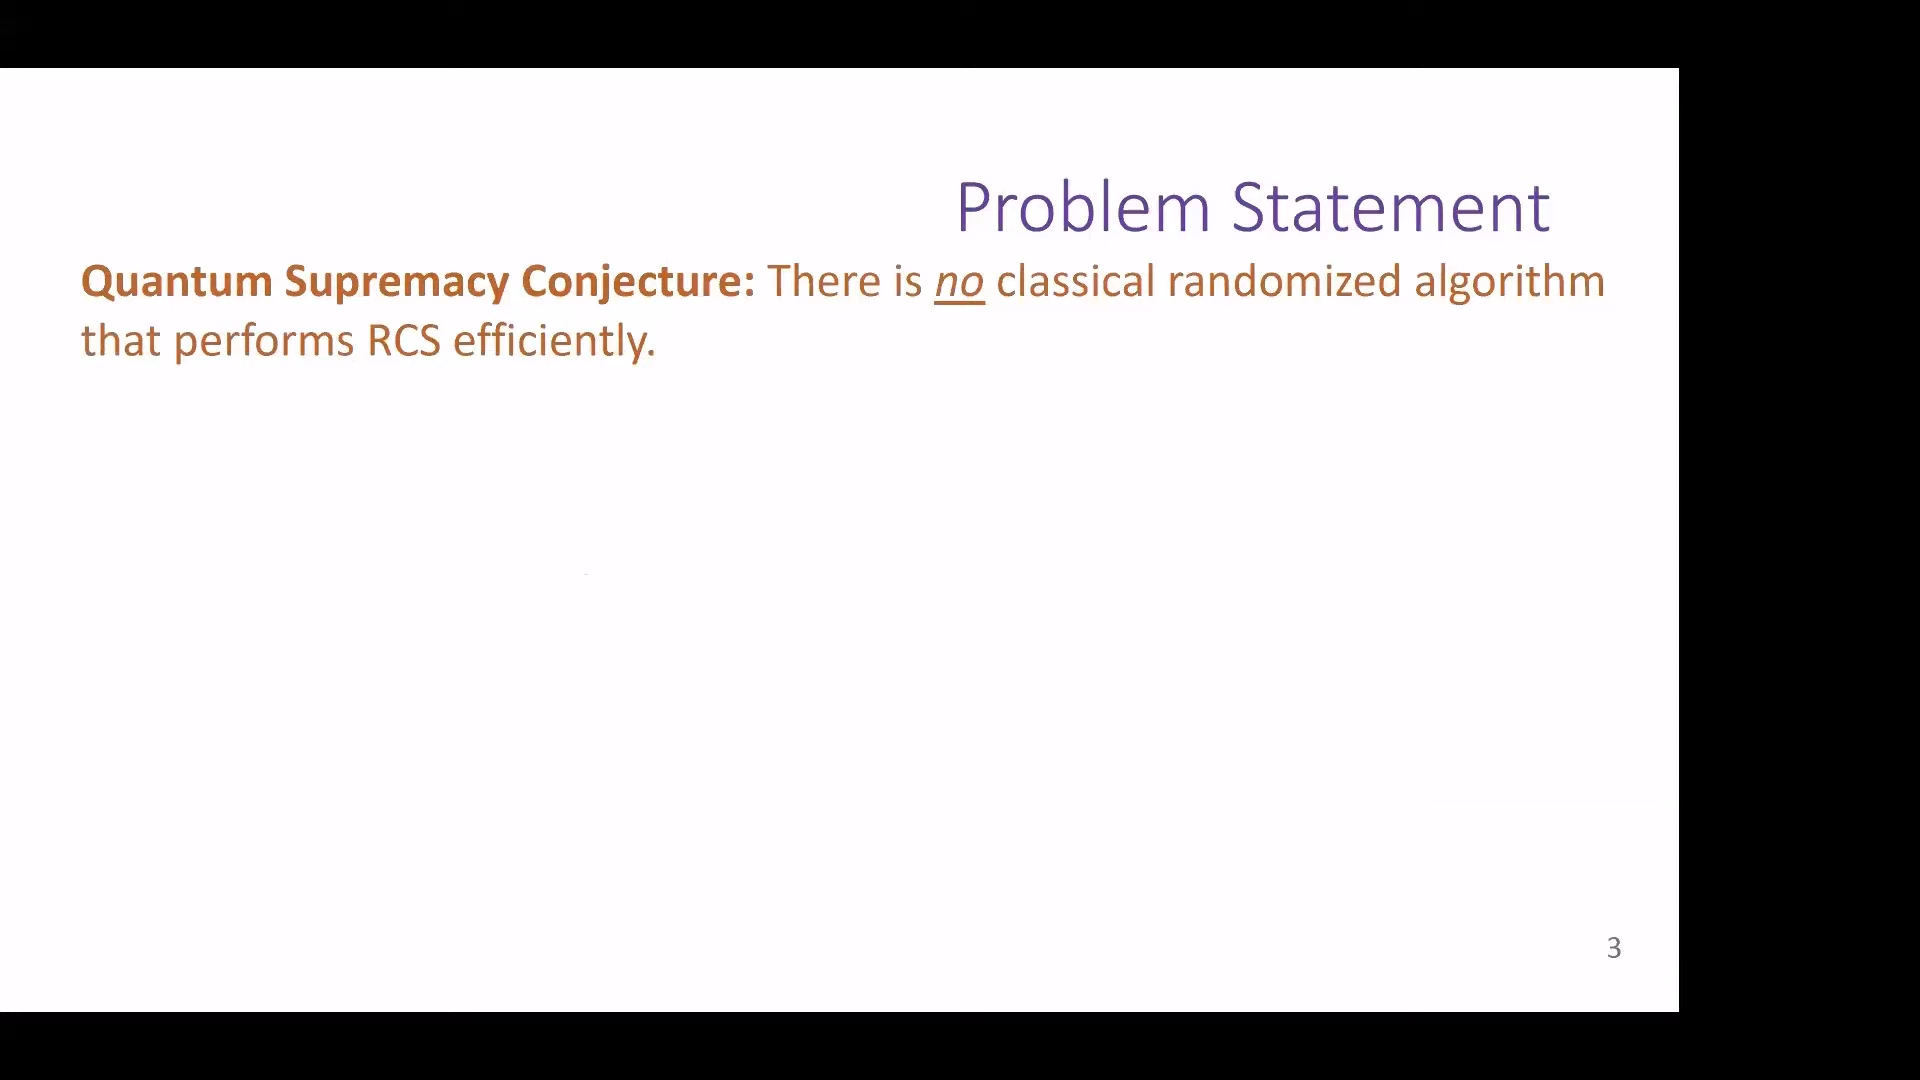 Problem Statement
Quantum Supremacy Conjecture: There is no classical randomized algorithm
that performs RCS efficiently.
3